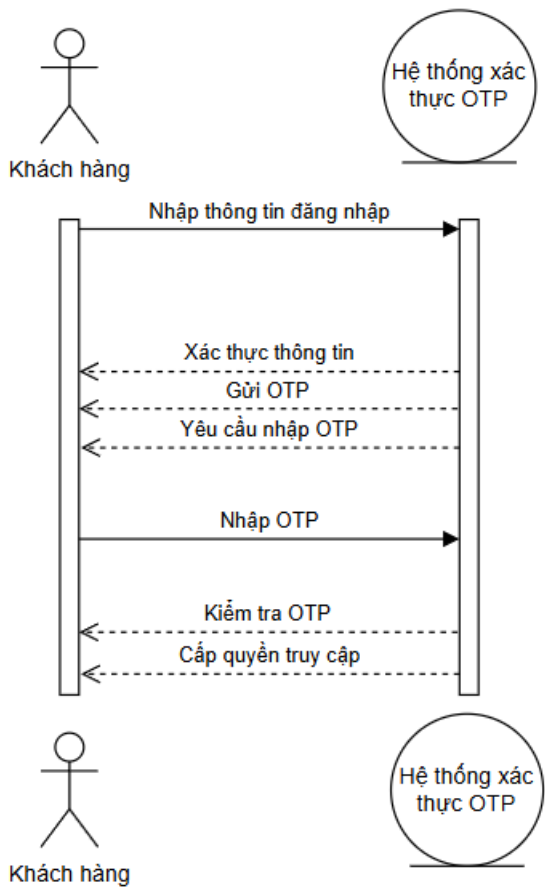 Hệ thống xác
thực OTP
Khách hàng
Nhập thông tin đăng nhập
Xác thực thông tin
Gửi OTP
Yêu cầu nhập OTP
Nhập OTP
Kiểm tra OTP
Cấp quyền truy cập
Hệ thống xác
thực OTP
Khách hàng